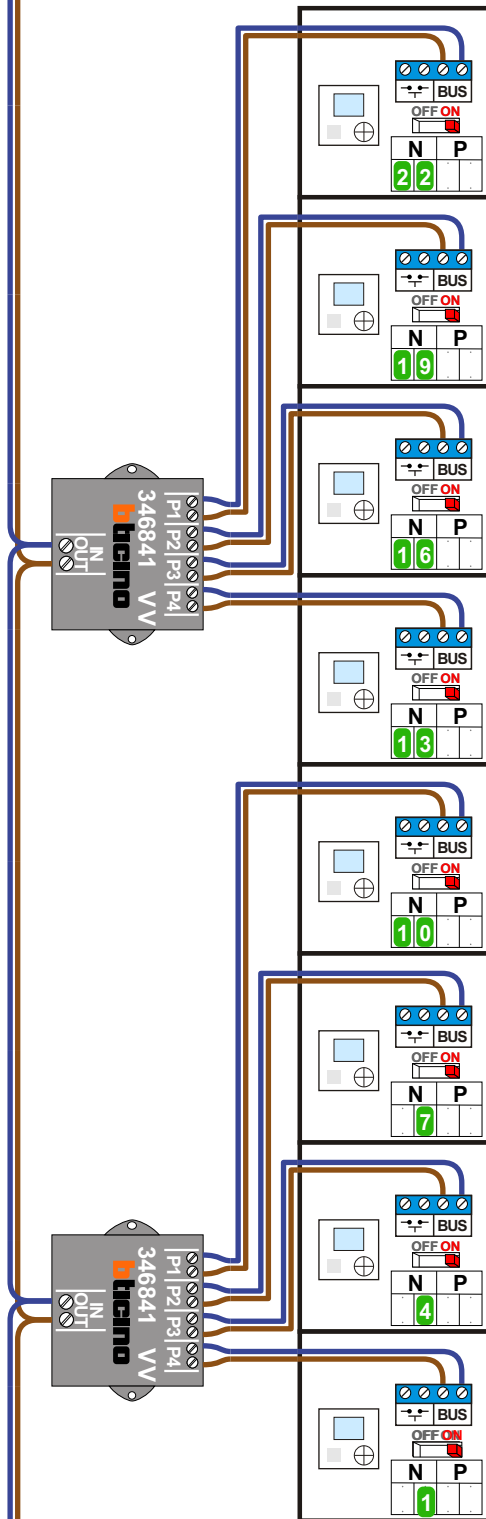 BUS
OFF ON
N P
2 2
BUS
OFF ON
N P
1 9
BUS
OFF ON
N P
1 6
346841 VV
bticino
P1 P2 P3 P4
IN
OUT
BUS
OFF ON
N P
1 3
BUS
OFF ON
N P
1 0
BUS
OFF ON
N P
7
BUS
OFF ON
N P
4
346841 VV
bticino
P1 P2 P3 P4
IN
OUT
BUS
OFF ON
N P
1